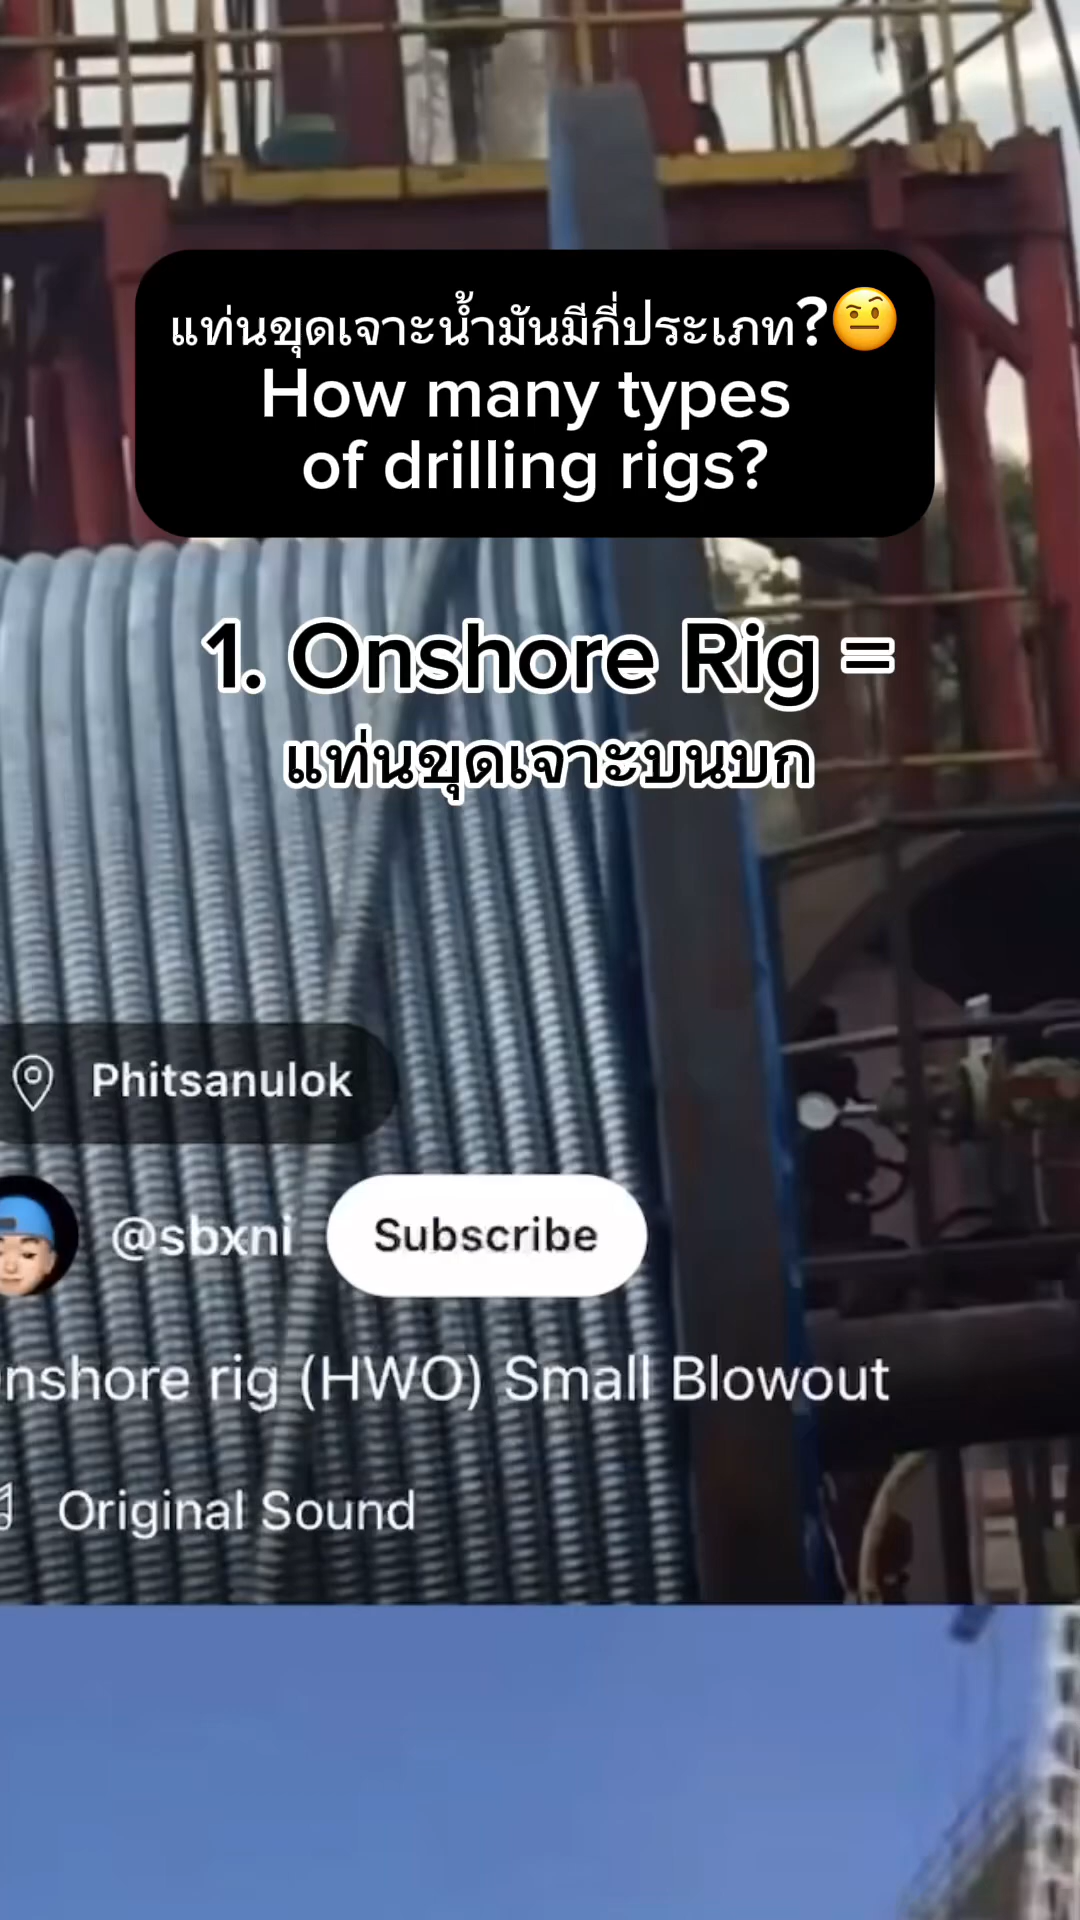 แท่นขุดเจาะน้ำมันมีกี่ประเภท?🤨
How many types
of drilling rigs?
1. Onshore Rig =
แท่นขุดเจาะบนบก
Phitsanulok
@sbxni
Subscribe
nshore rig (HWO) Small Blowout
Original Sound